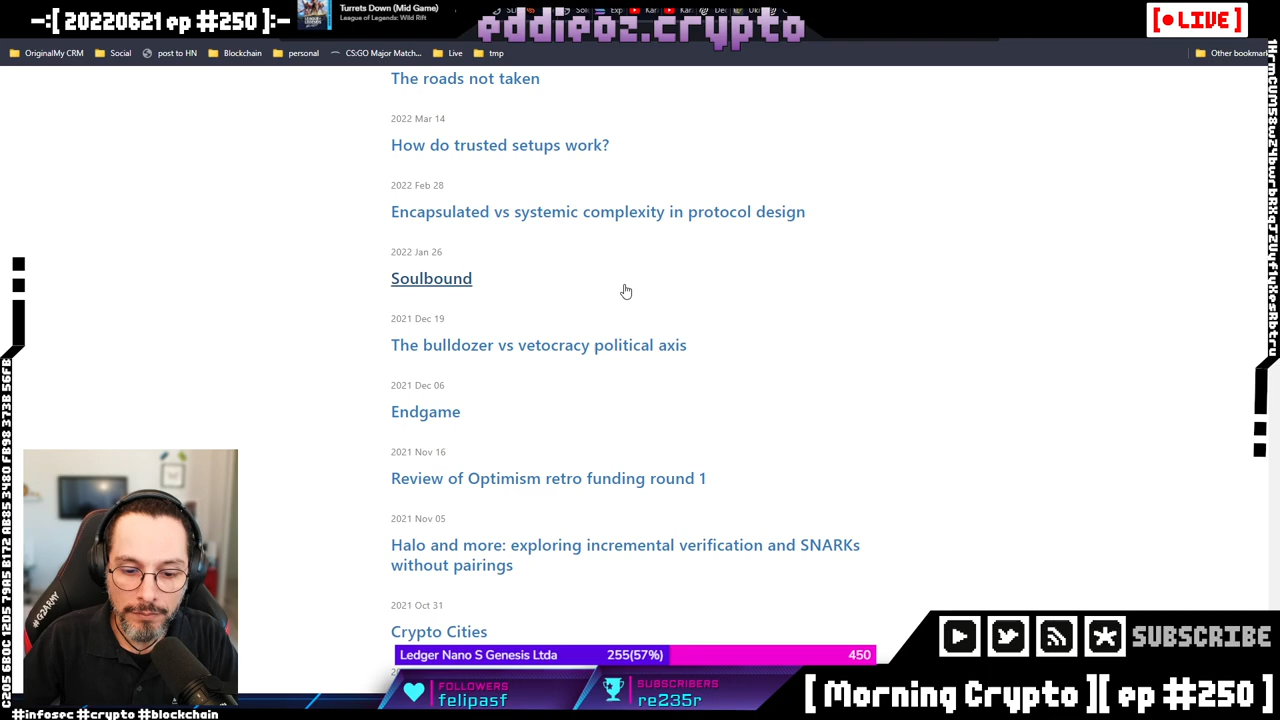 -:[ 20220621 ep #250 ]:-
Turrets Down (Mid Game)
League of Legends: Wild Rift
eddieoz.crypto
[● LIVE ]
OriginalMy CRM
Social
post to HN
Blockchain
personal
CS:GO Major Match...
Live
tmp
Other bookmar
The roads not taken
2022 Mar 14
How do trusted setups work?
2022 Feb 28
Encapsulated vs systemic complexity in protocol design
2022 Jan 26
Soulbound
2021 Dec 19
The bulldozer vs vetocracy political axis
2021 Dec 06
Endgame
2021 Nov 16
Review of Optimism retro funding round 1
2021 Nov 05
Halo and more: exploring incremental verification and SNARKs
without pairings
2021 Oct 31
Crypto Cities
Ledger Nano S Genesis Ltda 255(57%) 450
FOLLOWERS
felipasf
SUBSCRIBERS
re235r
SUBSCRIBE
[ Morning Crypto ][ ep #250 ]
#infosec #crypto #blockchain
#G2ARMY